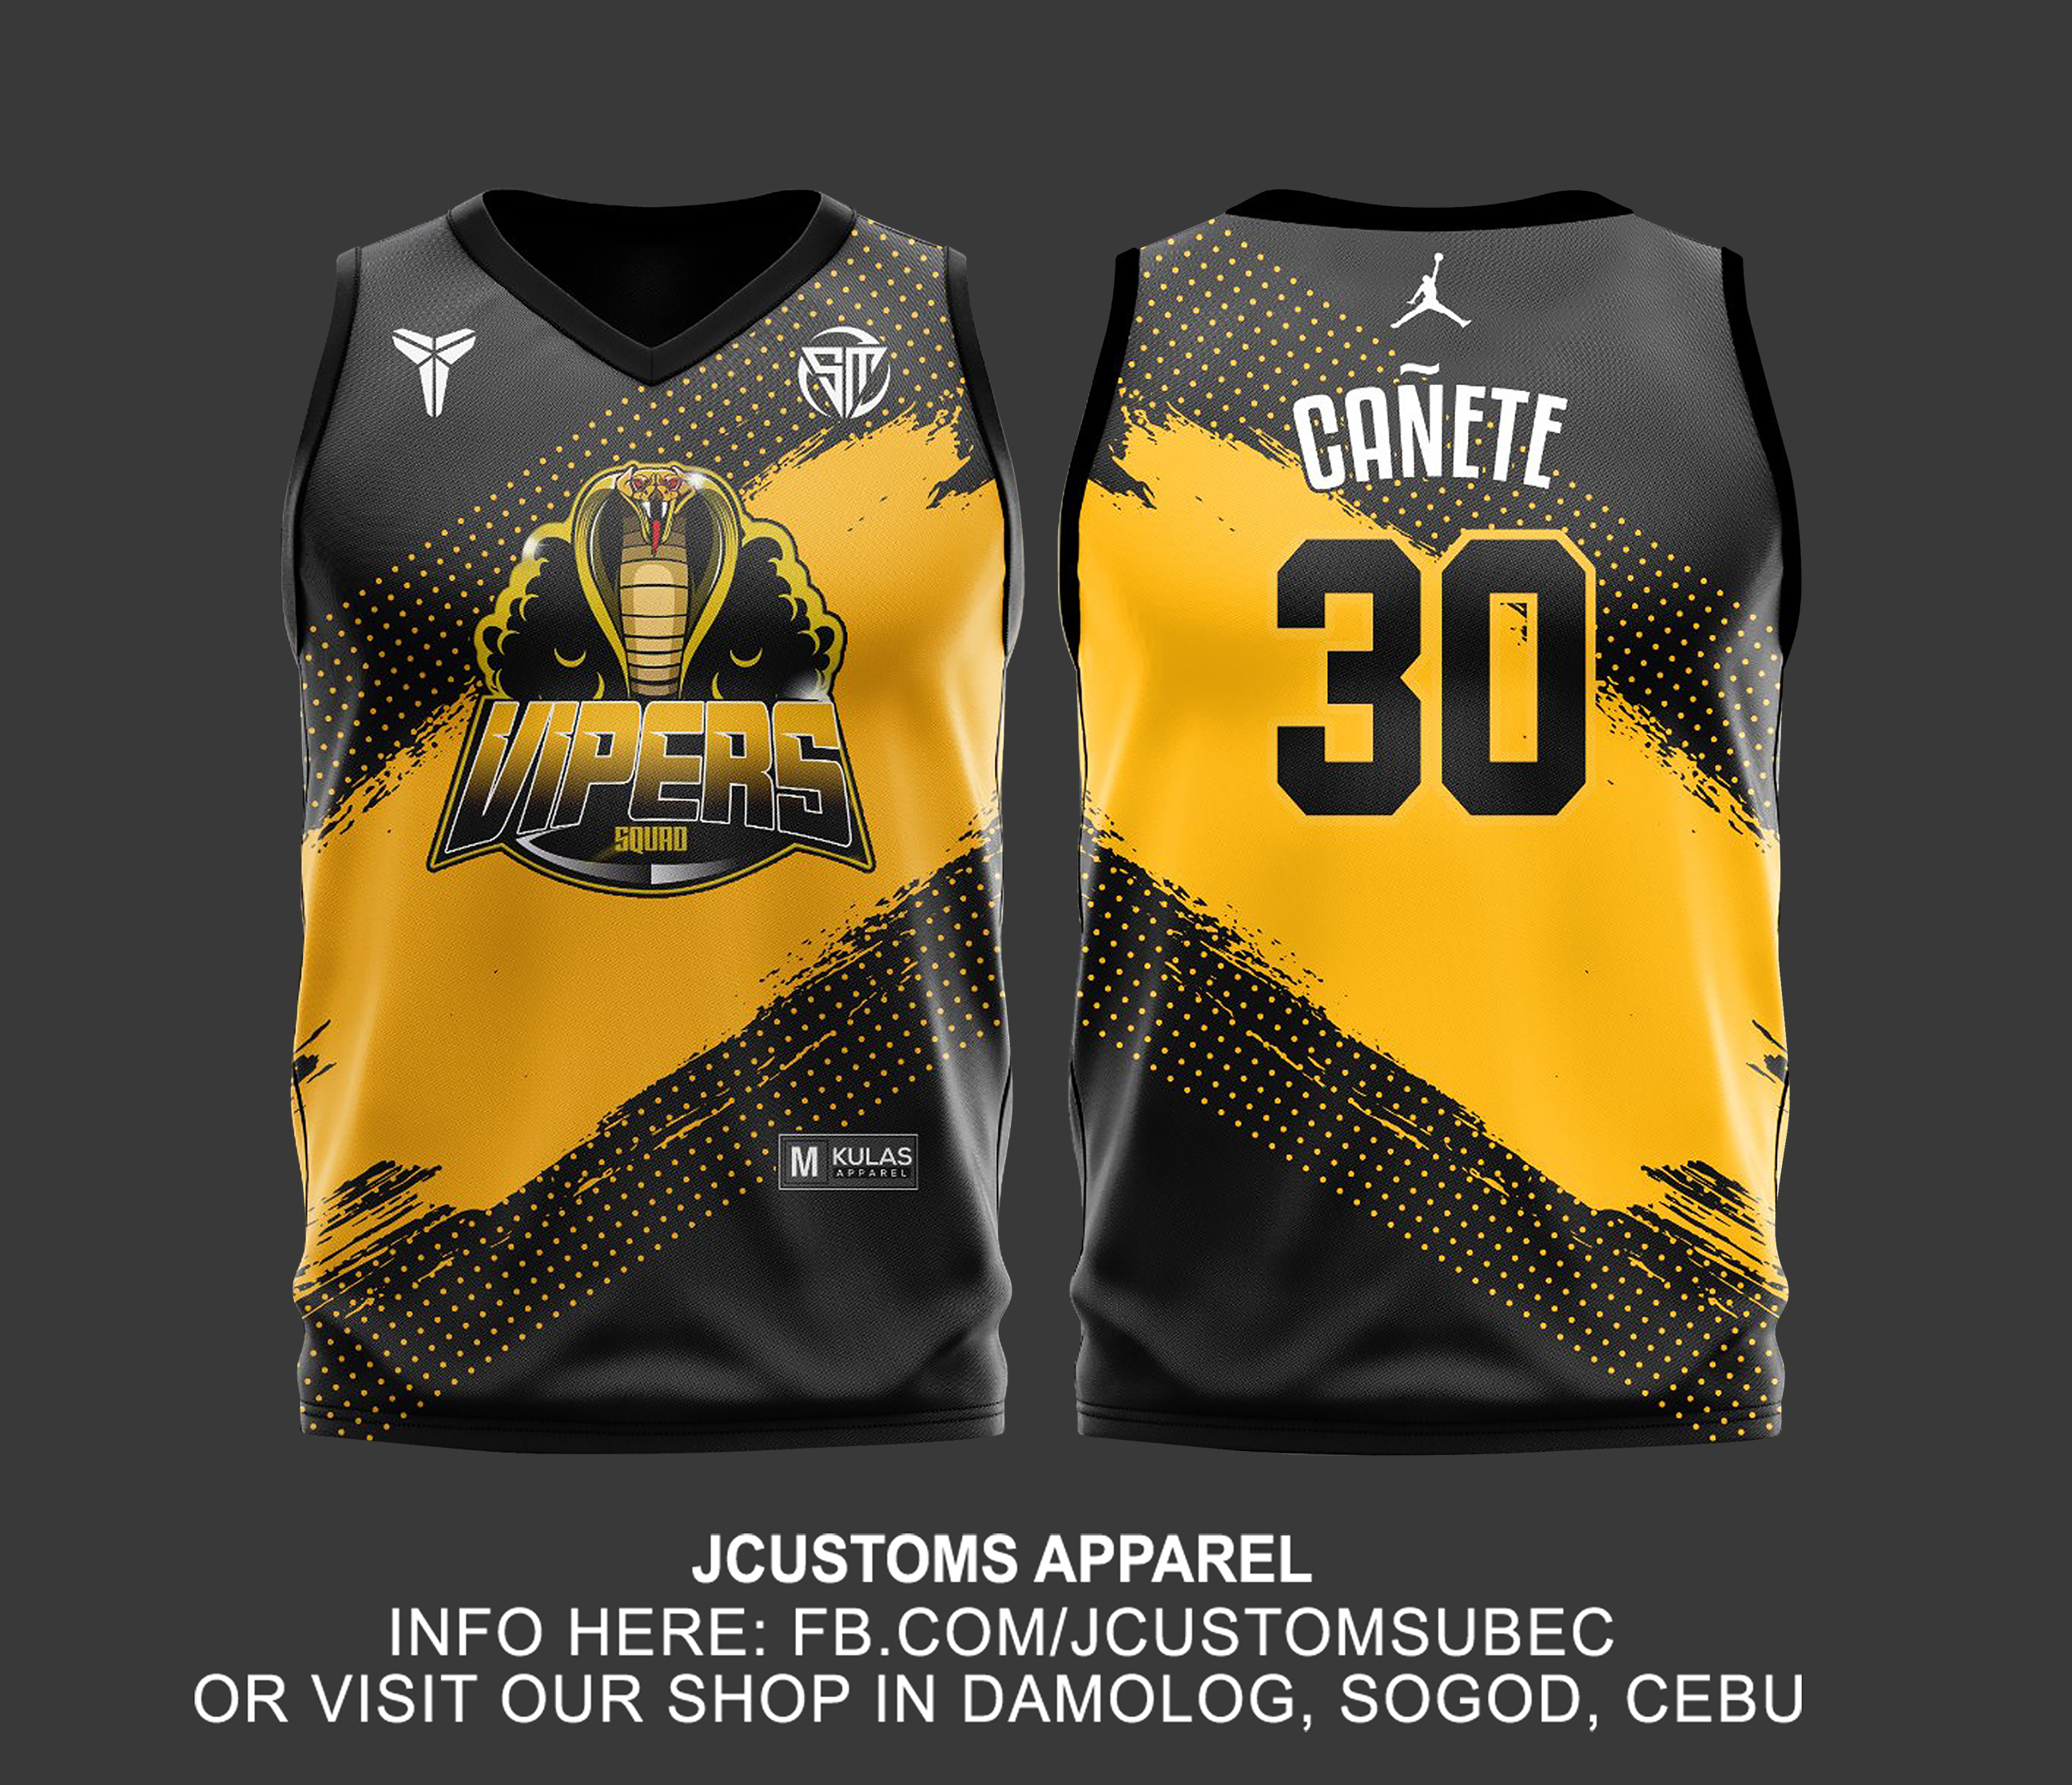 SM
VIPERS
SQUAD
M KULAS
APPAREL
CAÑETE
30
JCUSTOMS APPAREL
INFO HERE: FB.COM/JCUSTOMSUBEC
OR VISIT OUR SHOP IN DAMOLOG, SOGOD, CEBU